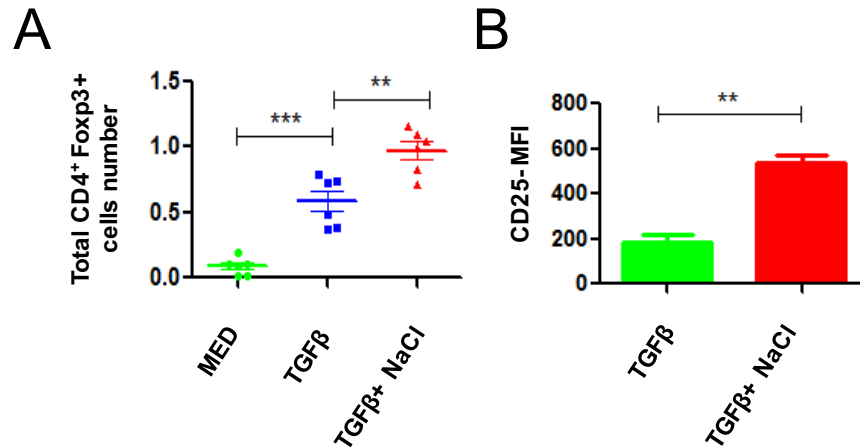 A
B
Total CD4⁺ Foxp3+
cells number
1.5
1.0
0.5
0.0
***
**
MED
TGFβ
TGFβ+ NaCl
CD25-MFI
800
600
400
200
0
**
TGFβ
TGFβ+ NaCl